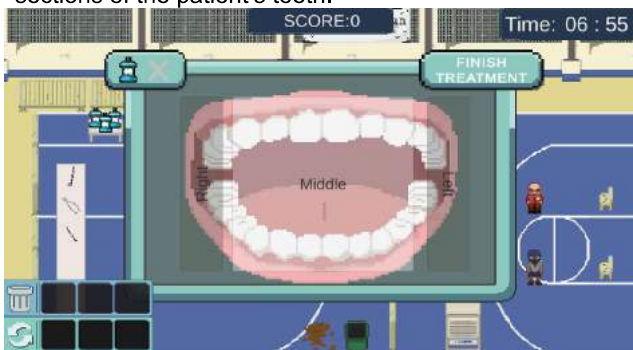 sections of the patient's teeth.
SCORE:0
Time: 06 : 55
FINISH
TREATMENT
Right
Middle
Left